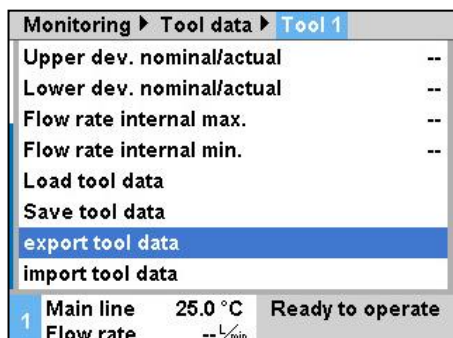 Monitoring ▶ Tool data ▶ Tool 1
Upper dev. nominal/actual --
Lower dev. nominal/actual --
Flow rate internal max. --
Flow rate internal min. --
Load tool data
Save tool data
export tool data
import tool data
1 Main line 25.0 °C Ready to operate
Flow rate -- L/min